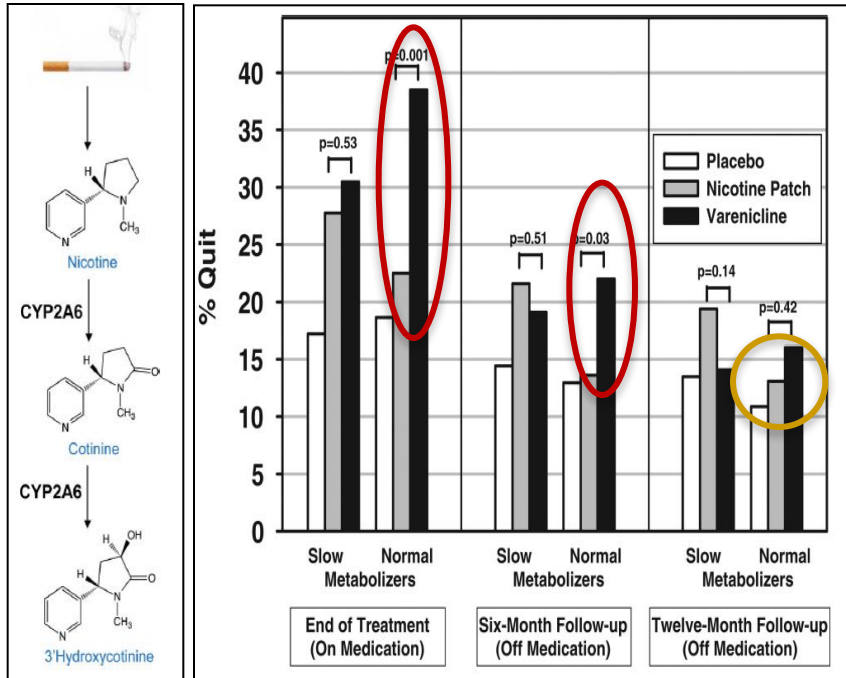 H
N
CH₃
N
Nicotine
CYP2A6
H
O
N
CH₃
N
Cotinine
CYP2A6
OH
H
H
O
N
CH₃
N
3'Hydroxycotinine
% Quit
40
35
30
25
20
15
10
5
0
p=0.53
p=0.001
p=0.51
p=0.03
p=0.14
p=0.42
Placebo
Nicotine Patch
Varenicline
Slow Normal
Metabolizers
Slow Normal
Metabolizers
Slow Normal
Metabolizers
End of Treatment
(On Medication)
Six-Month Follow-up
(Off Medication)
Twelve-Month Follow-up
(Off Medication)